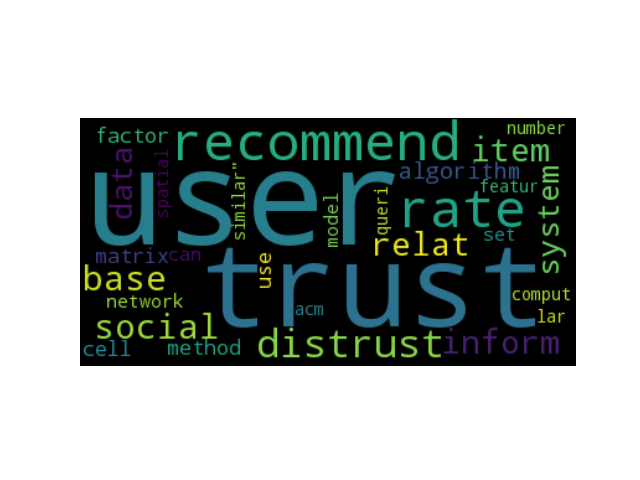 number
factor recommend item
data spatial similar" algorithm
user model queri featur
rate system
relat set
matrix can
base use trust
network acm comput
social lar
cell method distrust inform